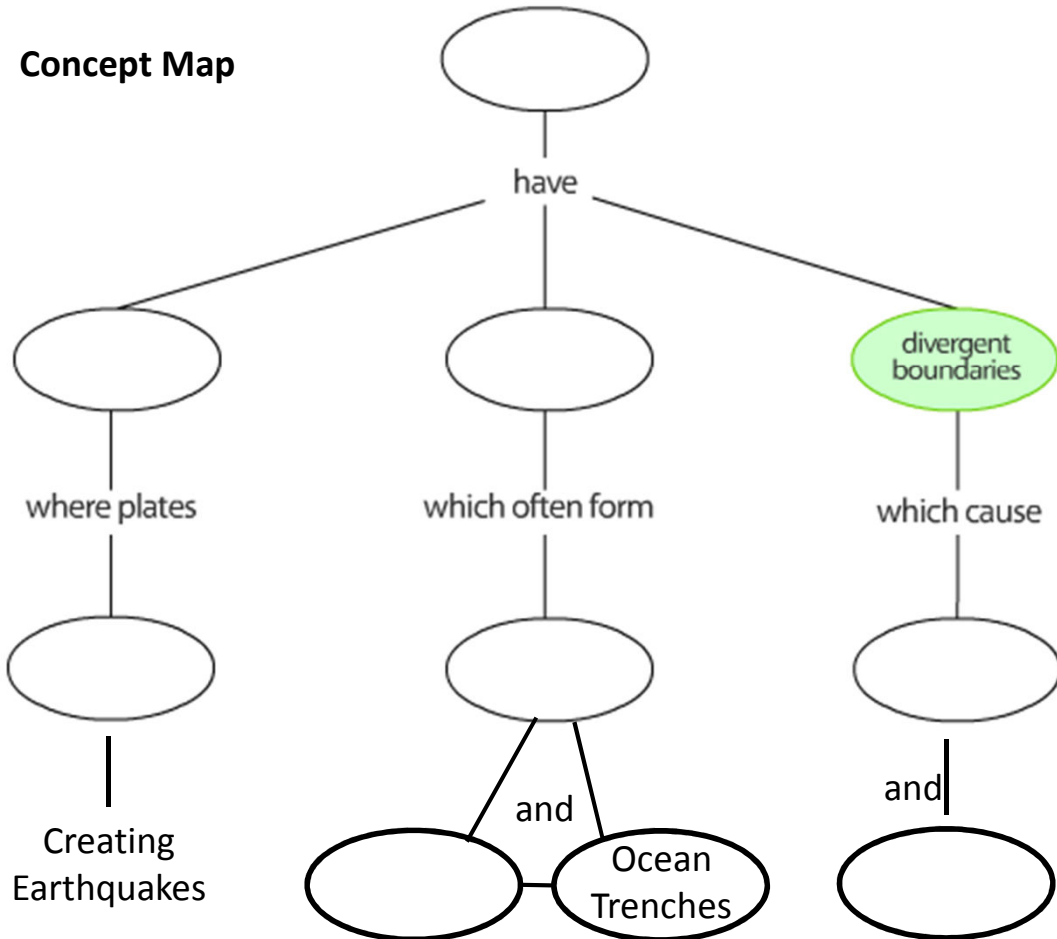 Concept Map
have
divergent
boundaries
where plates
which often form
which cause
and
and
Creating
Earthquakes
Ocean
Trenches